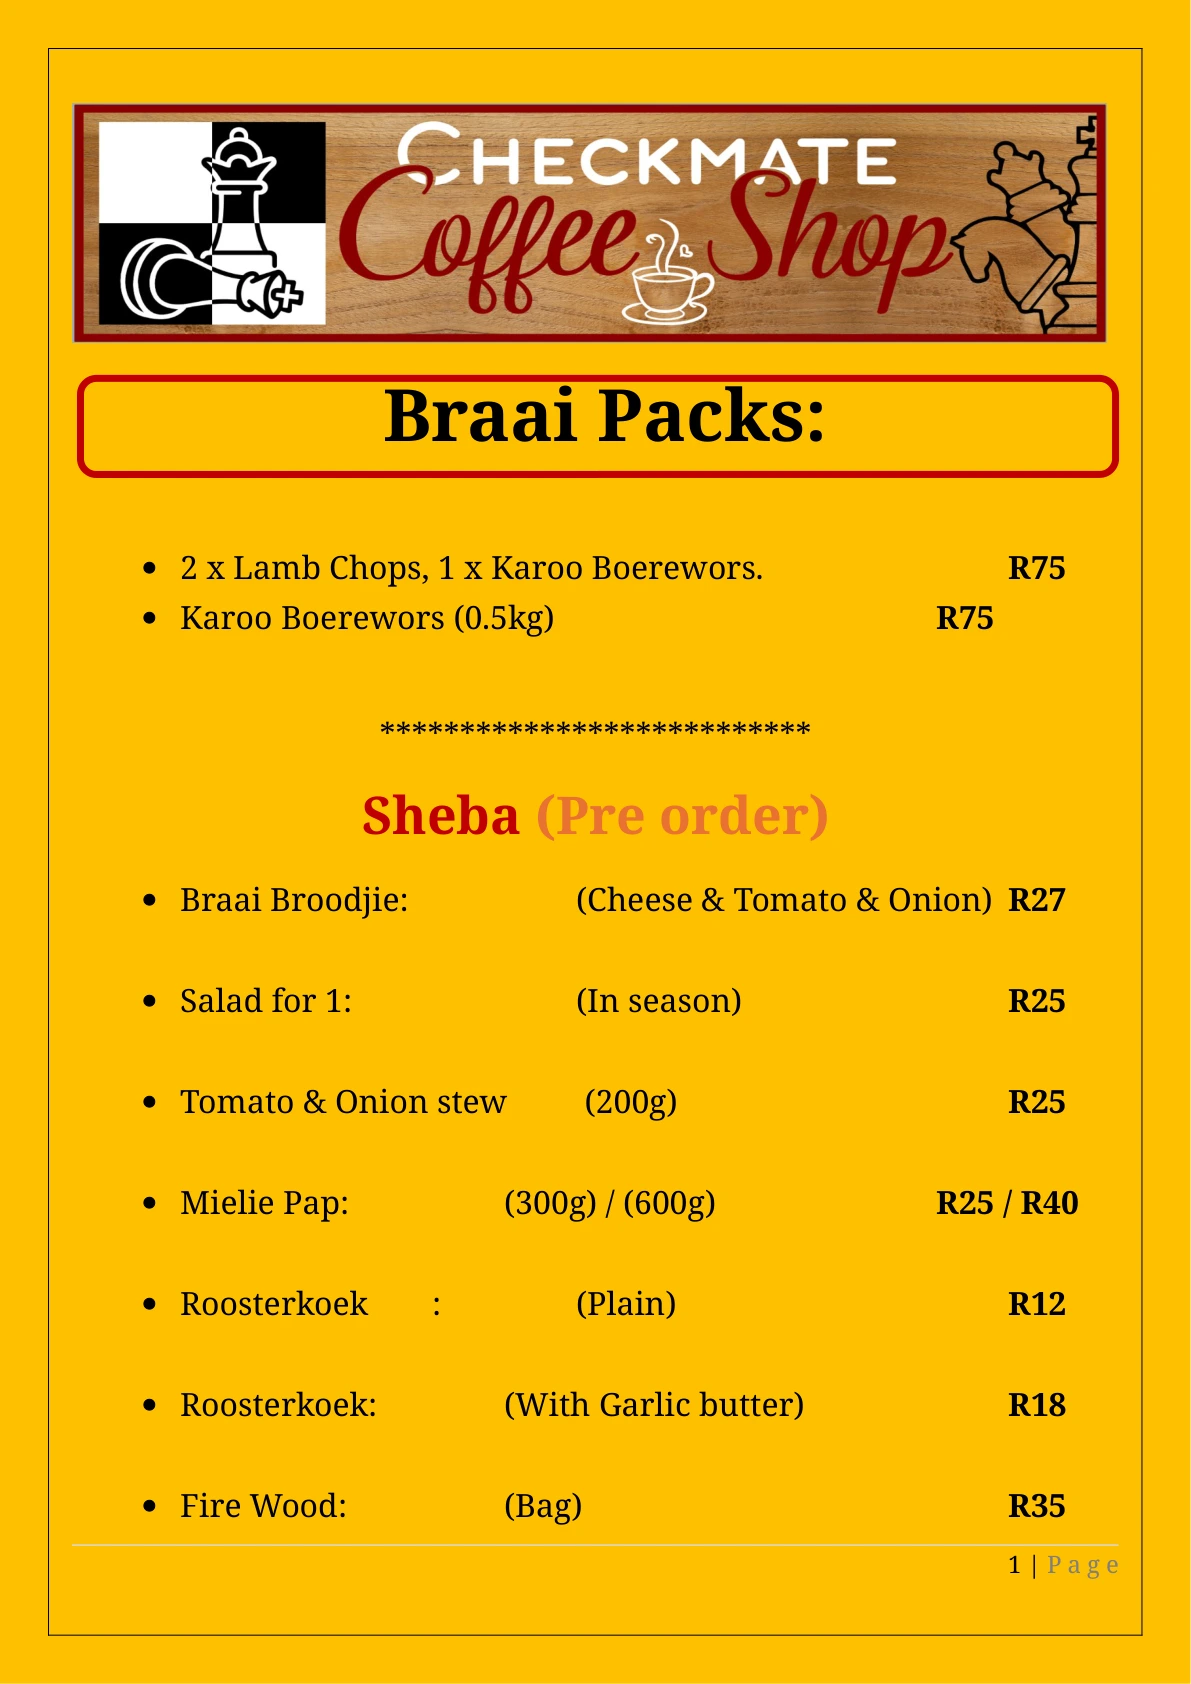 CHECKMATE
Coffee Shop
Braai Packs:
• 2 x Lamb Chops, 1 x Karoo Boerewors. R75
• Karoo Boerewors (0.5kg) R75
***************************
Sheba (Pre order)
• Braai Broodjie: (Cheese & Tomato & Onion) R27
• Salad for 1: (In season) R25
• Tomato & Onion stew (200g) R25
• Mielie Pap: (300g) / (600g) R25 / R40
• Roosterkoek : (Plain) R12
• Roosterkoek: (With Garlic butter) R18
• Fire Wood: (Bag) R35
1 | Page